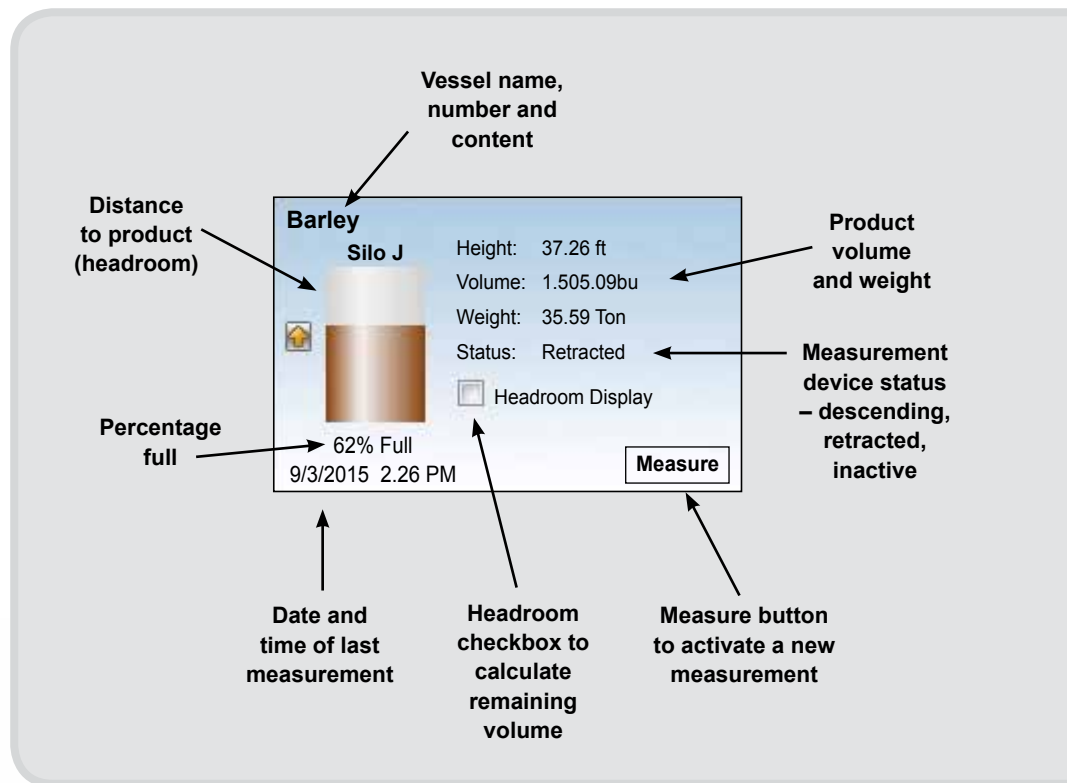 Vessel name,
number and
content
Distance
to product
(headroom)
Barley
Silo J
Height: 37.26 ft
Volume: 1.505.09bu
Weight: 35.59 Ton
Status: Retracted
Headroom Display
62% Full
9/3/2015 2.26 PM
Measure
Product
volume
and weight
Measurement
device status
– descending,
retracted,
inactive
Percentage
full
Date and
time of last
measurement
Headroom
checkbox to
calculate
remaining
volume
Measure button
to activate a new
measurement